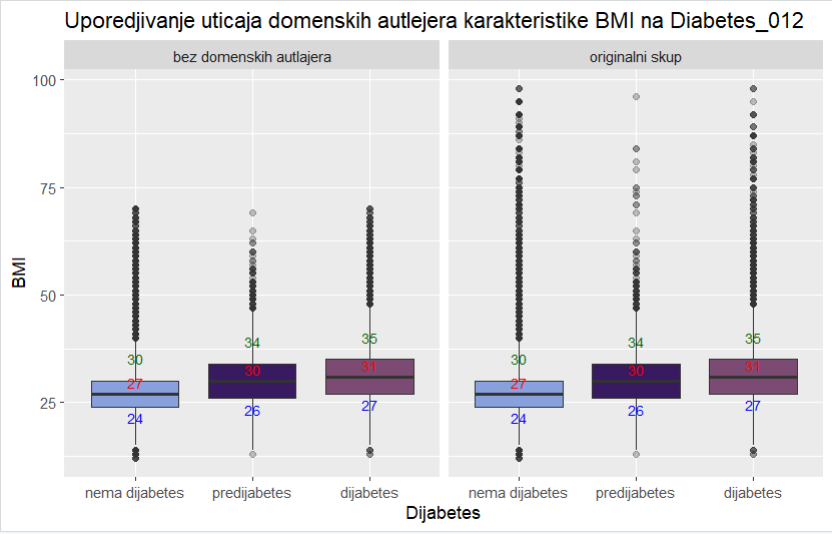 Uporedjivanje uticaja domenskih autlejera karakteristike BMI na Diabetes_012
bez domenskih autlajera
originalni skup
100
75
50
25
BMI
30
27
24
34
30
26
35
31
27
30
27
24
34
30
26
35
31
27
nema dijabetes
predijabetes
dijabetes
nema dijabetes
predijabetes
dijabetes
Dijabetes